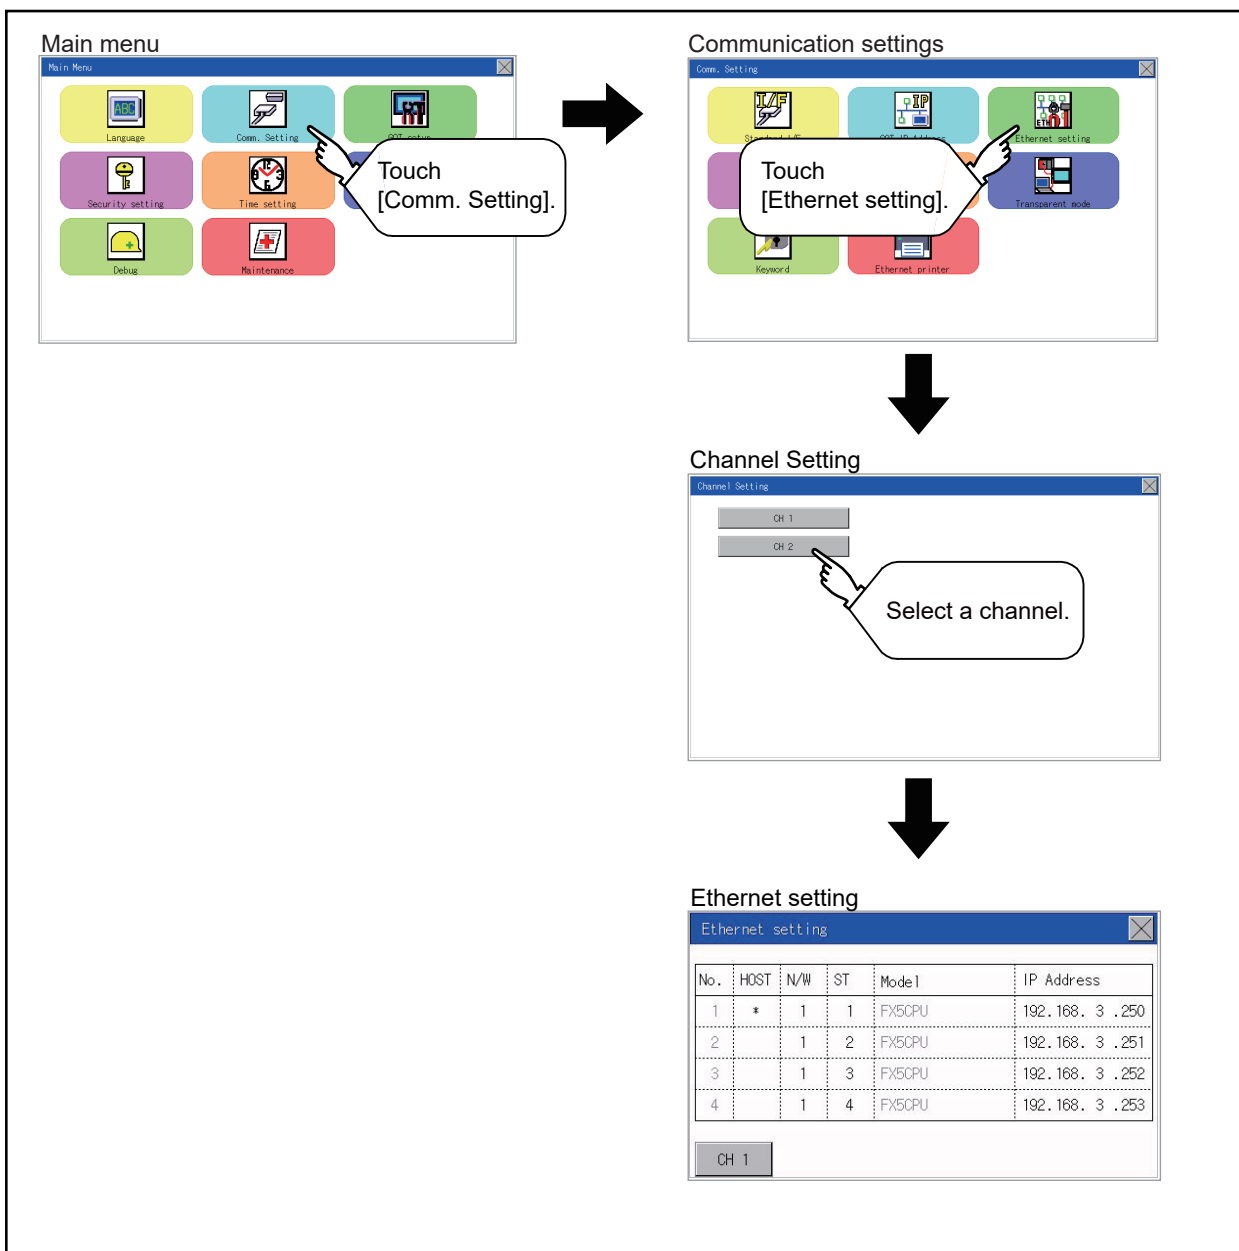 Main menu
Main Menu
Language
Comm. Setting
Security setting
Time setting
Debug
Maintenance
Touch
[Comm. Setting].
Communication settings
Comm. Setting
I/F
IP
ETH
Ethernet setting
Transparent mode
Keyword
Ethernet printer
Touch
[Ethernet setting].
Channel Setting
Channel Setting
CH 1
CH 2
Select a channel.
Ethernet setting
Ethernet setting
No. HOST N/W ST Model IP Address
1 * 1 1 FX5CPU 192.168. 3 .250
2 1 2 FX5CPU 192.168. 3 .251
3 1 3 FX5CPU 192.168. 3 .252
4 1 4 FX5CPU 192.168. 3 .253
CH 1